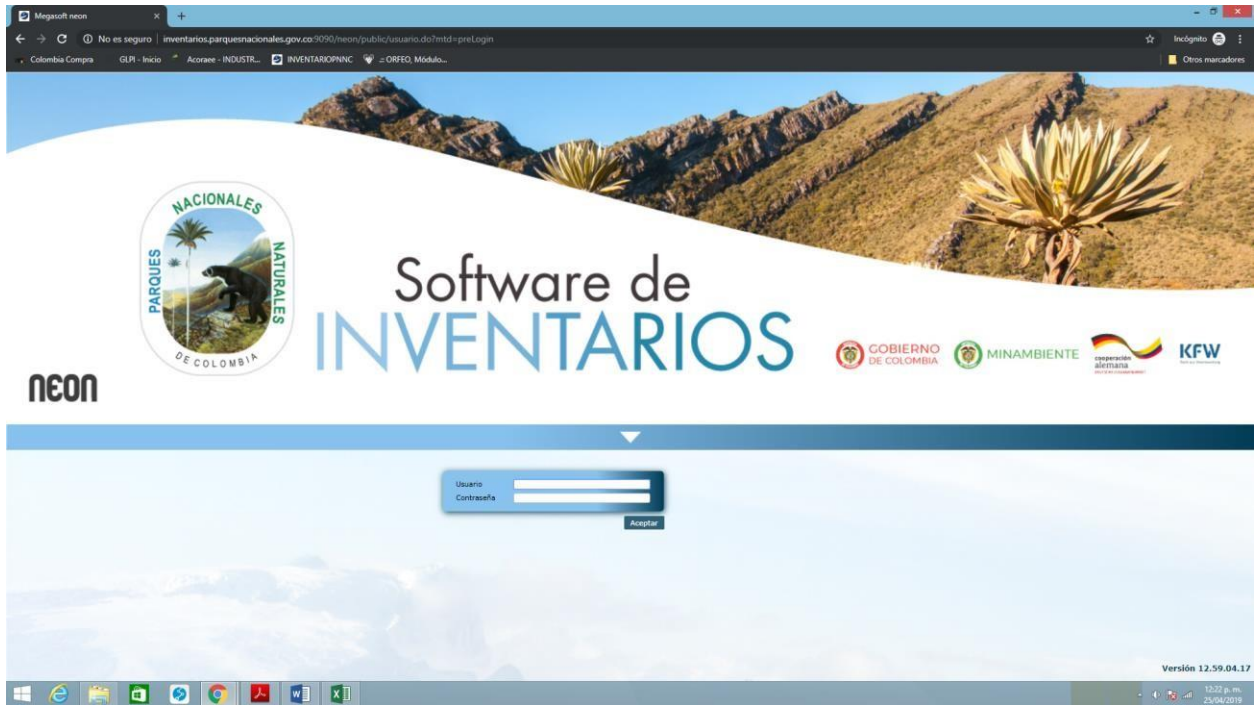 Megasoft neon
No es seguro | inventarios.parquesnacionales.gov.co:9090/neon/public/usuario.do?mtd=preLogin
Incógnito
Colombia Compra
GLPI - Inicio
Acoraee - INDUSTR...
INVENTARIOPNNC
.:: ORFEO, Módulo...
Otros marcadores
PARQUES
NACIONALES
NATURALES
DE COLOMBIA
Software de
INVENTARIOS
GOBIERNO
DE COLOMBIA
MINAMBIENTE
cooperación
alemana
KFW
neon
Usuario
Contraseña
Aceptar
Versión 12.59.04.17
12:22 p. m.
25/04/2019